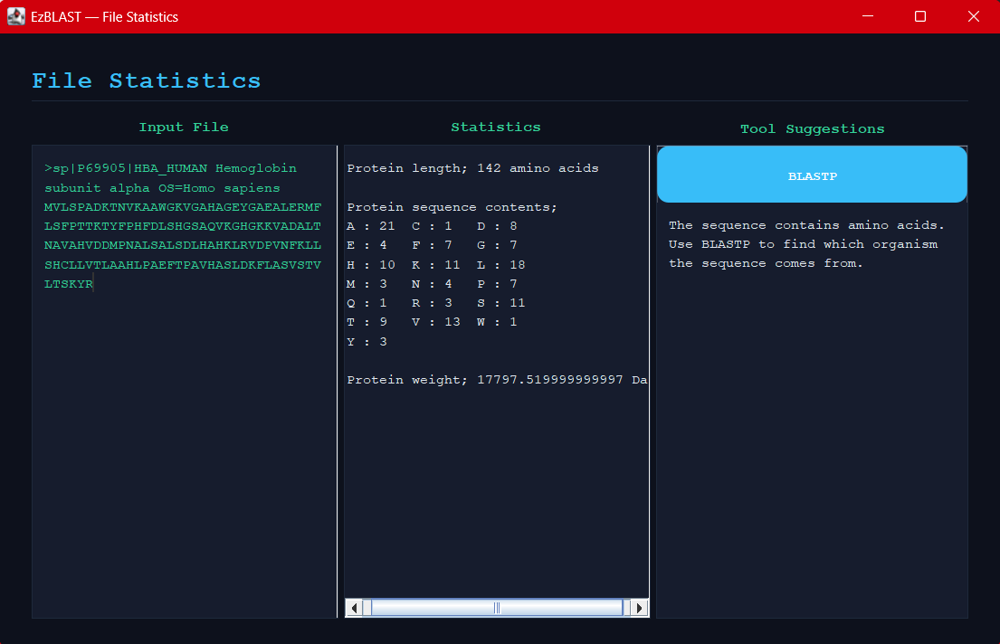 EzBLAST — File Statistics
File Statistics
Input File
>sp|P69905|HBA_HUMAN Hemoglobin
subunit alpha OS=Homo sapiens
MVLSPADKTNVKAAWGKVGAHAGEYGAEALERMF
LSFPTTKTYFPHFDLSHGSAQVKGHGKKVADALT
NAVAHVDDMPNALSALSDLHAHKLRVDPVNFKLL
SHCLLVTLAAHLPAEFTPAVHASLDKFLASVSTV
LTSKYR
Statistics
Protein length; 142 amino acids
Protein sequence contents;
A : 21 C : 1 D : 8
E : 4 F : 7 G : 7
H : 10 K : 11 L : 18
M : 3 N : 4 P : 7
Q : 1 R : 3 S : 11
T : 9 V : 13 W : 1
Y : 3
Protein weight; 17797.519999999997 Da
Tool Suggestions
BLASTP
The sequence contains amino acids.
Use BLASTP to find which organism
the sequence comes from.